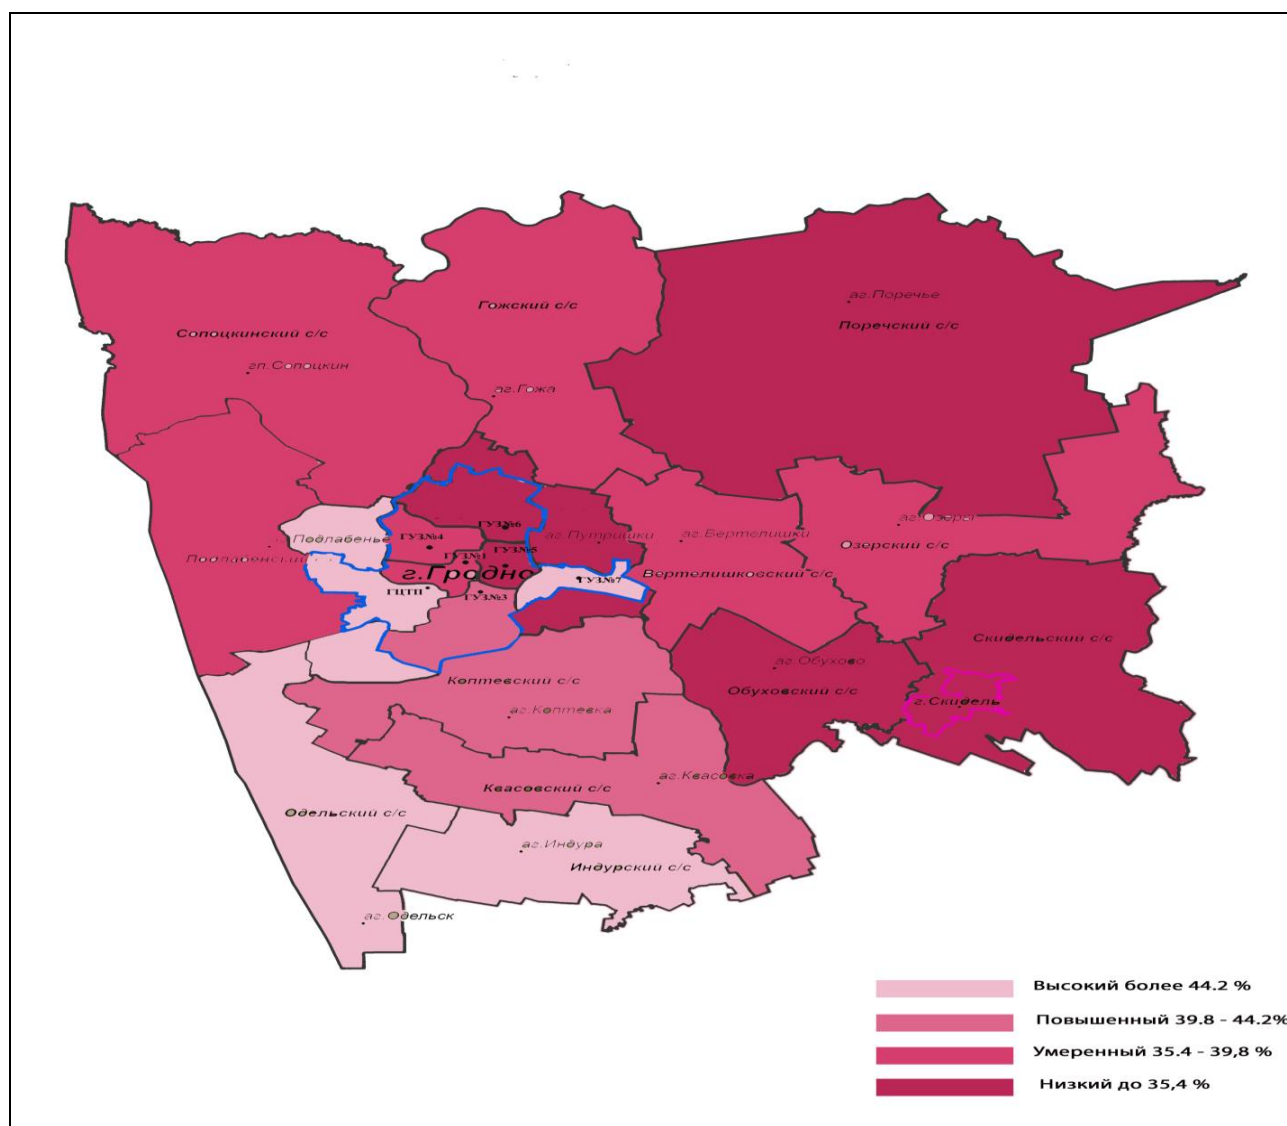 Гожский с/с
аг.Поречье
Поречский с/с
Сопоцкинский с/с
гп.Сопоцкин
аг.Гожа
ГУЗ№6
аг.Озеры
аг.Путришки
аг.Вертелишки
ГУЗ№4
Подлабенье
Озерский с/с
ГУЗ№5
ГУЗ№1
Подлабенский с/с
г.Гродно
Вертелишковский с/с
ГУЗ№7
ГЦТП
ГУЗ№3
Скидельский с/с
аг.Обухово
Коптевский с/с
Обуховский с/с
г.Скидель
аг.Коптевка
аг.Квасовка
Квасовский с/с
Одельский с/с
аг.Индура
Индурский с/с
аг.Одельск
Высокий более 44.2 %
Повышенный 39.8 - 44.2%
Умеренный 35.4 - 39,8 %
Низкий до 35,4 %